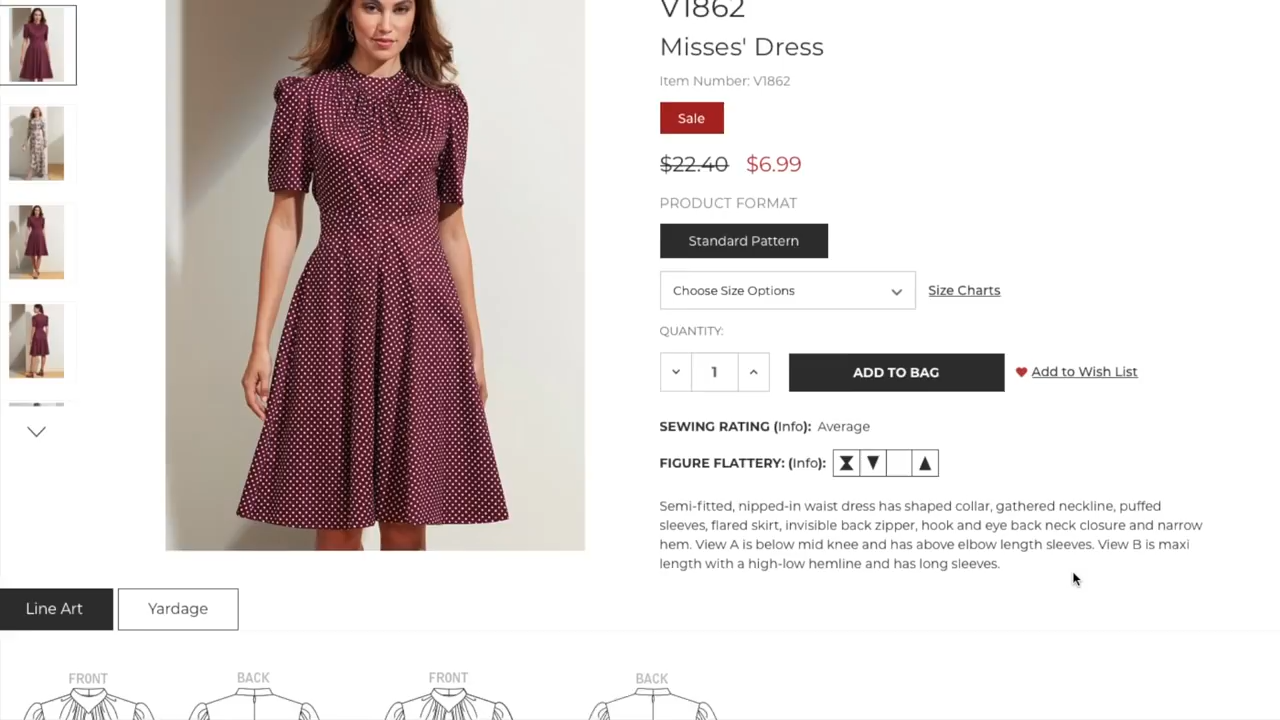 V1862
Misses' Dress
Item Number: V1862
Sale
$22.40 $6.99
PRODUCT FORMAT
Standard Pattern
Choose Size Options
Size Charts
QUANTITY:
1
ADD TO BAG
Add to Wish List
SEWING RATING (Info): Average
FIGURE FLATTERY: (Info):
Semi-fitted, nipped-in waist dress has shaped collar, gathered neckline, puffed
sleeves, flared skirt, invisible back zipper, hook and eye back neck closure and narrow
hem. View A is below mid knee and has above elbow length sleeves. View B is maxi
length with a high-low hemline and has long sleeves.
Line Art
Yardage
FRONT
BACK
FRONT
BACK